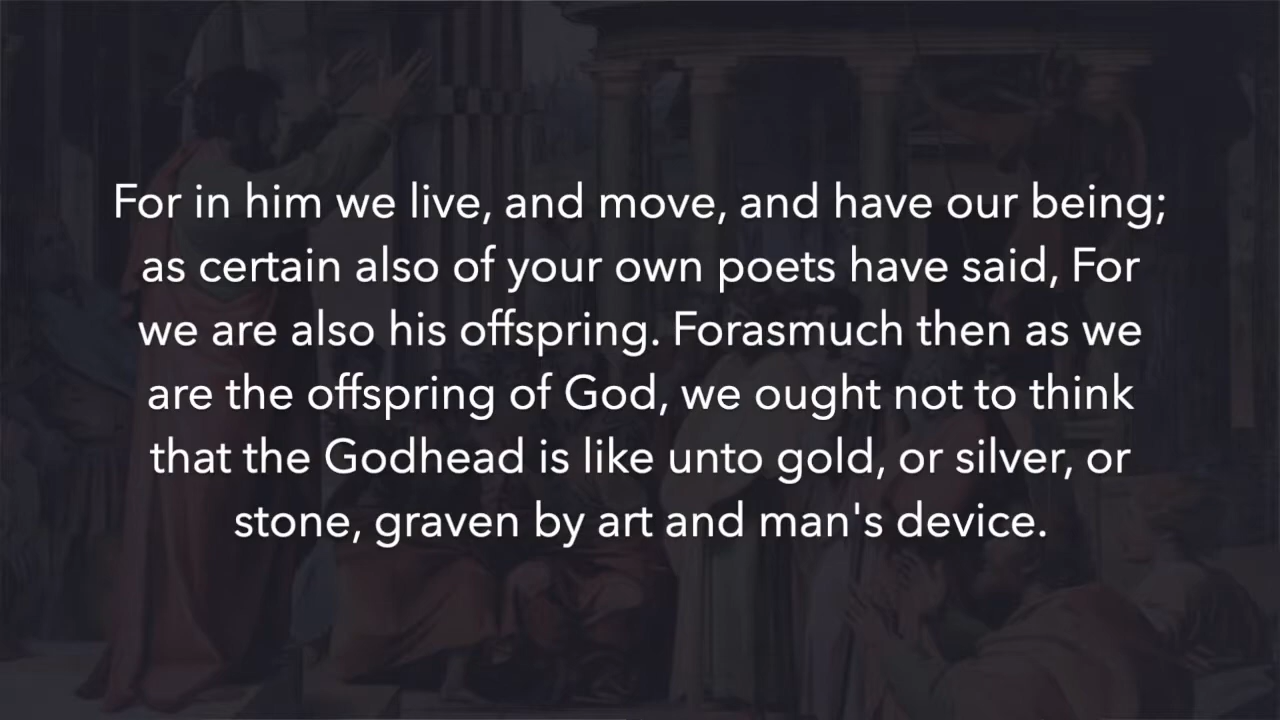 For in him we live, and move, and have our being;
as certain also of your own poets have said, For
we are also his offspring. Forasmuch then as we
are the offspring of God, we ought not to think
that the Godhead is like unto gold, or silver, or
stone, graven by art and man's device.